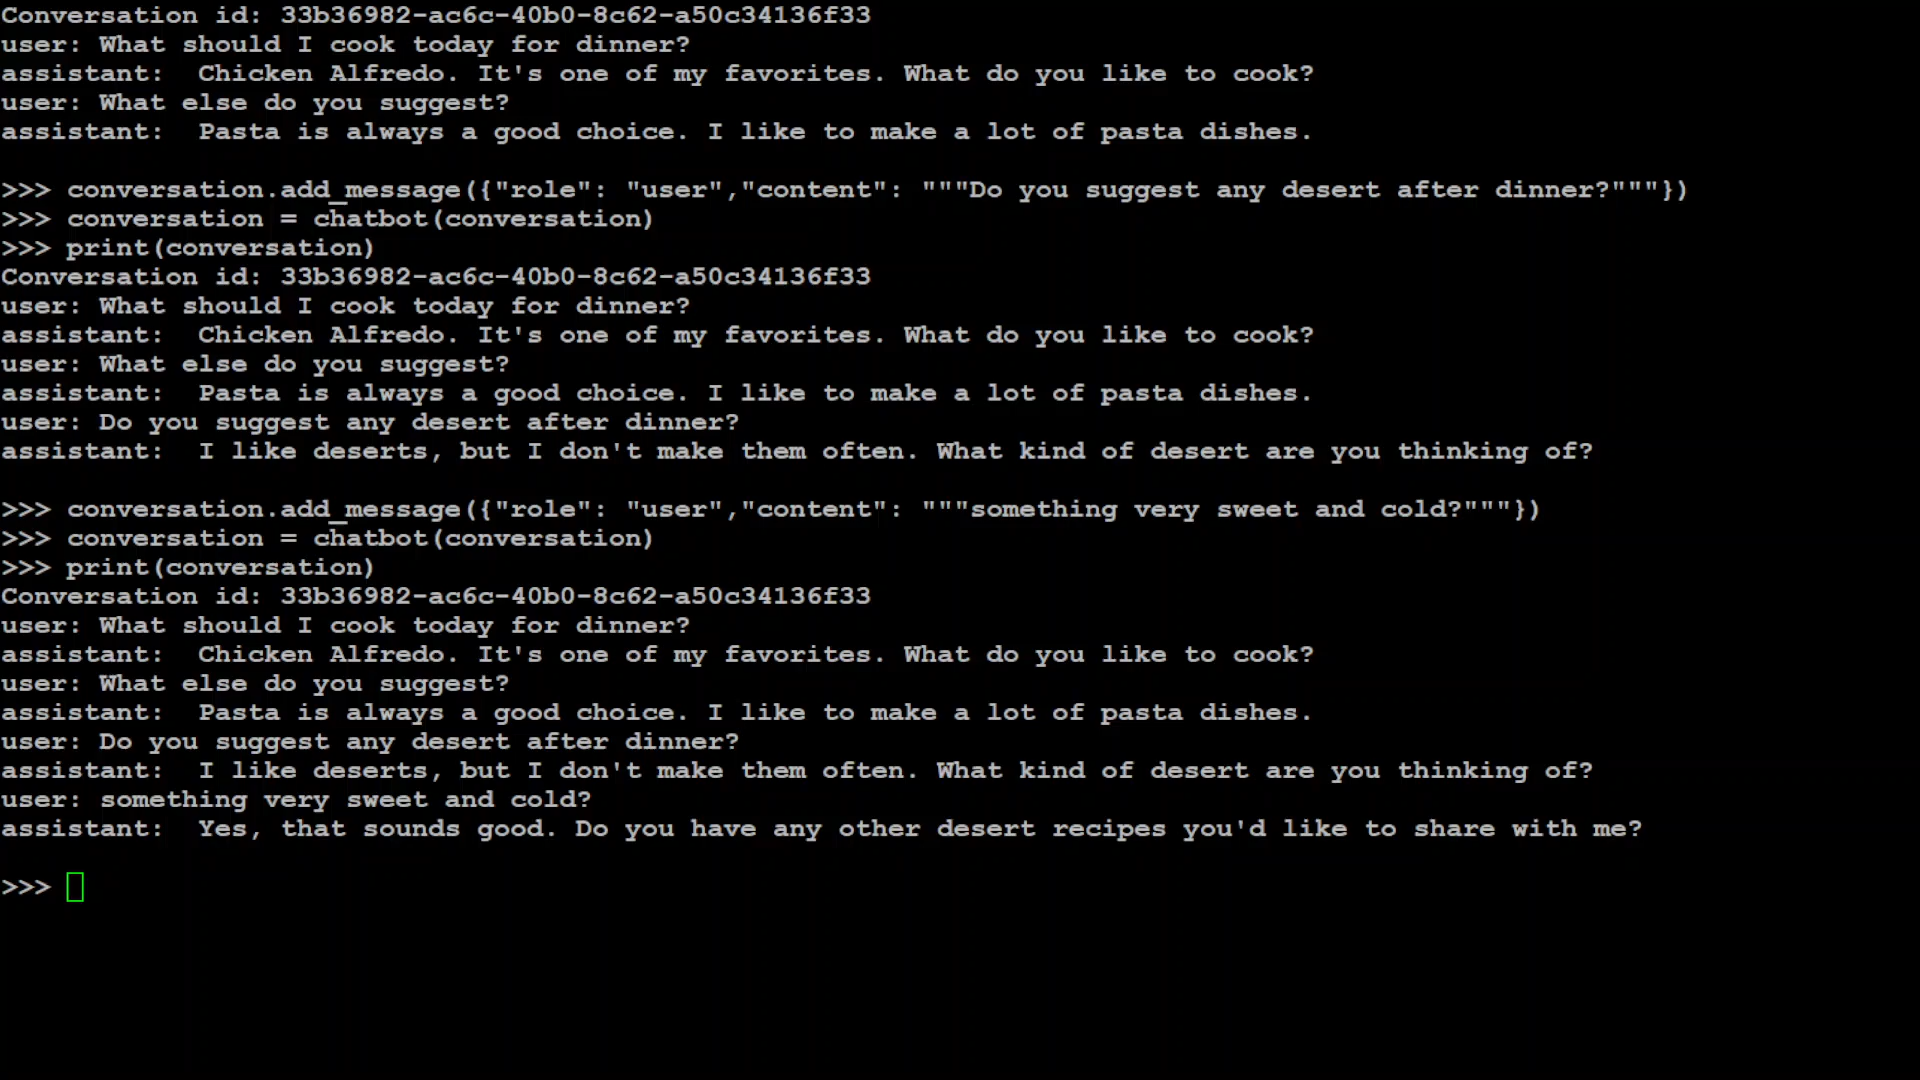 Conversation id: 33b36982-ac6c-40b0-8c62-a50c34136f33
user: What should I cook today for dinner?
assistant:  Chicken Alfredo. It's one of my favorites. What do you like to cook?
user: What else do you suggest?
assistant:  Pasta is always a good choice. I like to make a lot of pasta dishes.
>>> conversation.add_message({"role": "user","content": """Do you suggest any desert after dinner?"""})
>>> conversation = chatbot(conversation)
>>> print(conversation)
Conversation id: 33b36982-ac6c-40b0-8c62-a50c34136f33
user: What should I cook today for dinner?
assistant:  Chicken Alfredo. It's one of my favorites. What do you like to cook?
user: What else do you suggest?
assistant:  Pasta is always a good choice. I like to make a lot of pasta dishes.
user: Do you suggest any desert after dinner?
assistant:  I like deserts, but I don't make them often. What kind of desert are you thinking of?
>>> conversation.add_message({"role": "user","content": """something very sweet and cold?"""})
>>> conversation = chatbot(conversation)
>>> print(conversation)
Conversation id: 33b36982-ac6c-40b0-8c62-a50c34136f33
user: What should I cook today for dinner?
assistant:  Chicken Alfredo. It's one of my favorites. What do you like to cook?
user: What else do you suggest?
assistant:  Pasta is always a good choice. I like to make a lot of pasta dishes.
user: Do you suggest any desert after dinner?
assistant:  I like deserts, but I don't make them often. What kind of desert are you thinking of?
user: something very sweet and cold?
assistant:  Yes, that sounds good. Do you have any other desert recipes you'd like to share with me?
>>>